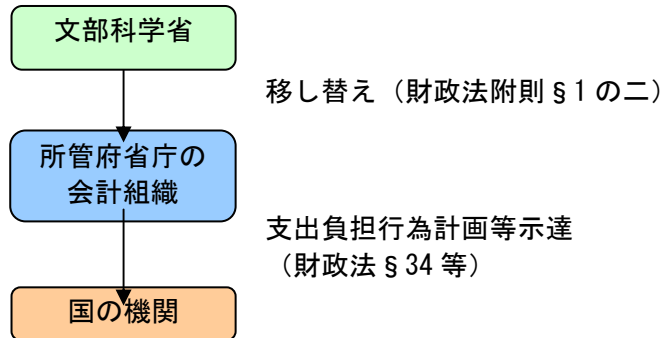 文部科学省
移し替え（財政法附則§1の二）
所管府省庁の
会計組織
支出負担行為計画等示達
（財政法§34等）
国の機関